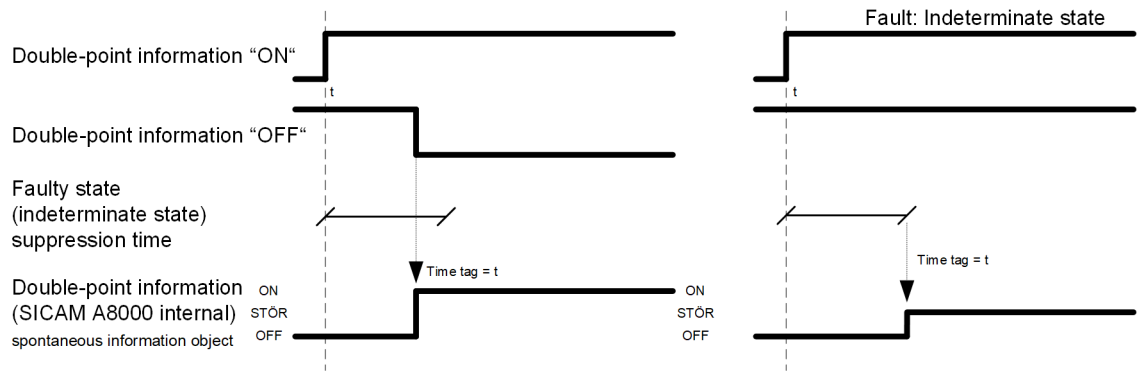 Fault: Indeterminate state
Double-point information “ON“
t
t
Double-point information “OFF“
Faulty state
(indeterminate state)
suppression time
Time tag = t
Time tag = t
Double-point information
(SICAM A8000 internal)
spontaneous information object
ON
STÖR
OFF
ON
STÖR
OFF